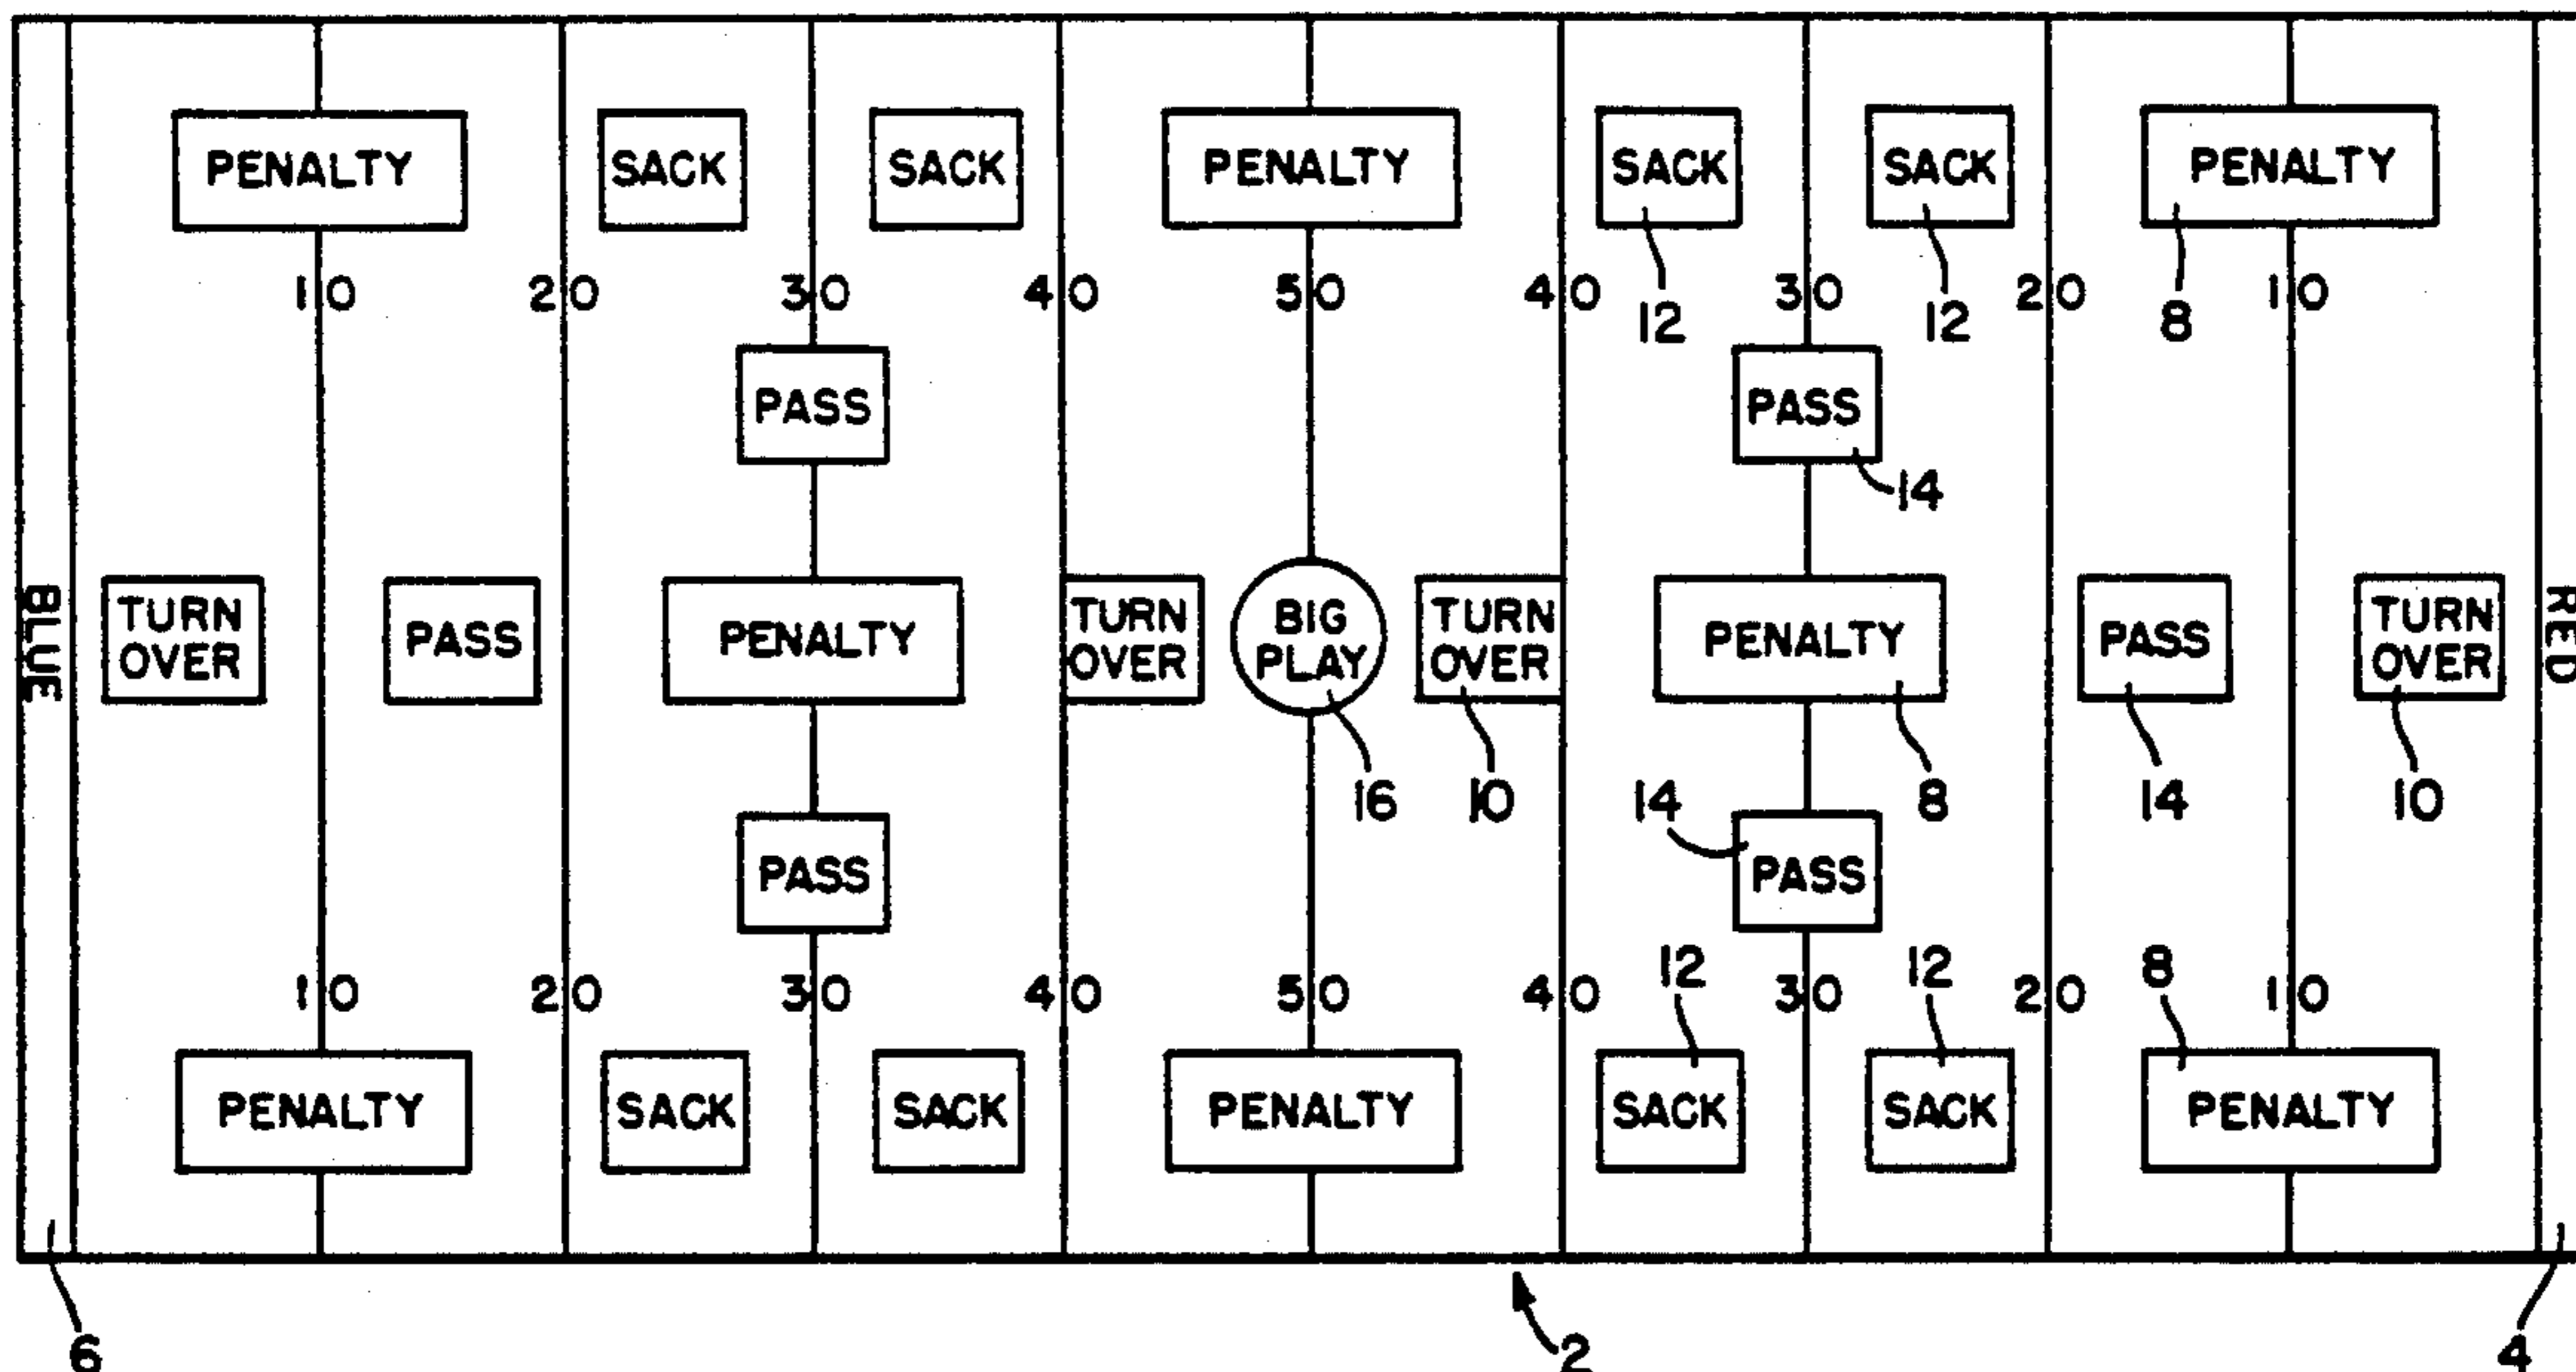 PENALTY SACK SACK PENALTY SACK SACK PENALTY
10 20 30 40 50 40 30 20 10
12 12 8
PASS PASS
14
BLUE
TURN OVER
PASS
PENALTY
TURN OVER
BIG PLAY
TURN OVER
PENALTY
PASS
TURN OVER
RED
16 10 14 8 14 10
PASS PASS
12 12 8
10 20 30 40 50 40 30 20 10
PENALTY SACK SACK PENALTY SACK SACK PENALTY
6 2 4